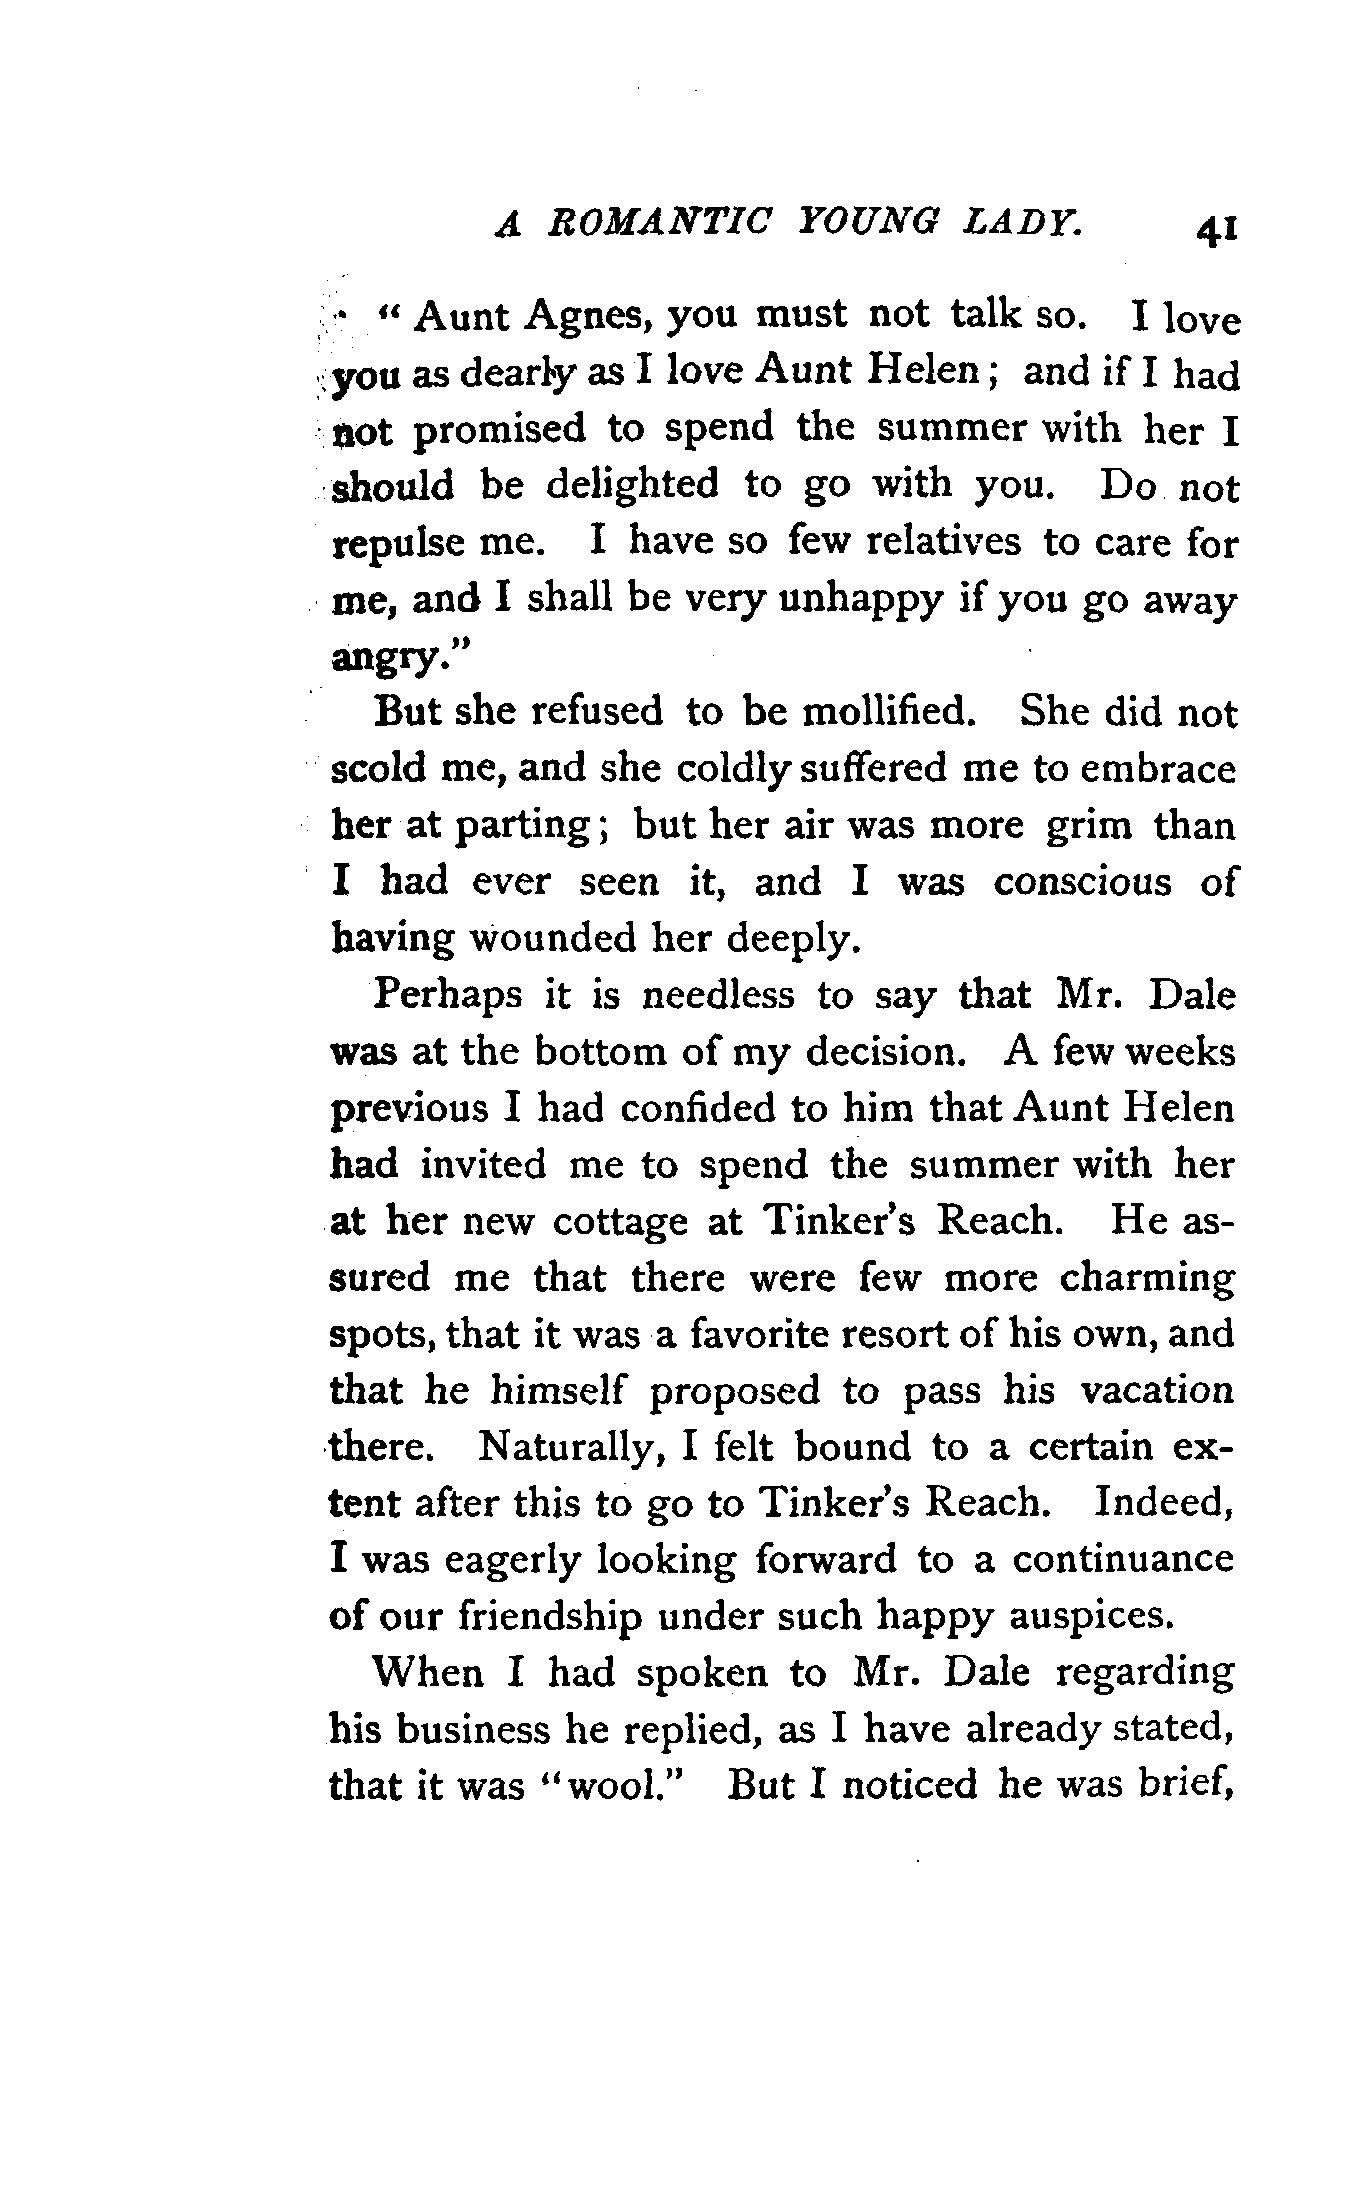 A ROMANTIC YOUNG LADY. 41
“ Aunt Agnes, you must not talk so. I love
you as dearly as I love Aunt Helen; and if I had
not promised to spend the summer with her I
should be delighted to go with you. Do not
repulse me. I have so few relatives to care for
me, and I shall be very unhappy if you go away
angry.”
But she refused to be mollified. She did not
scold me, and she coldly suffered me to embrace
her at parting; but her air was more grim than
I had ever seen it, and I was conscious of
having wounded her deeply.
Perhaps it is needless to say that Mr. Dale
was at the bottom of my decision. A few weeks
previous I had confided to him that Aunt Helen
had invited me to spend the summer with her
at her new cottage at Tinker’s Reach. He as-
sured me that there were few more charming
spots, that it was a favorite resort of his own, and
that he himself proposed to pass his vacation
there. Naturally, I felt bound to a certain ex-
tent after this to go to Tinker’s Reach. Indeed,
I was eagerly looking forward to a continuance
of our friendship under such happy auspices.
When I had spoken to Mr. Dale regarding
his business he replied, as I have already stated,
that it was “wool.” But I noticed he was brief,